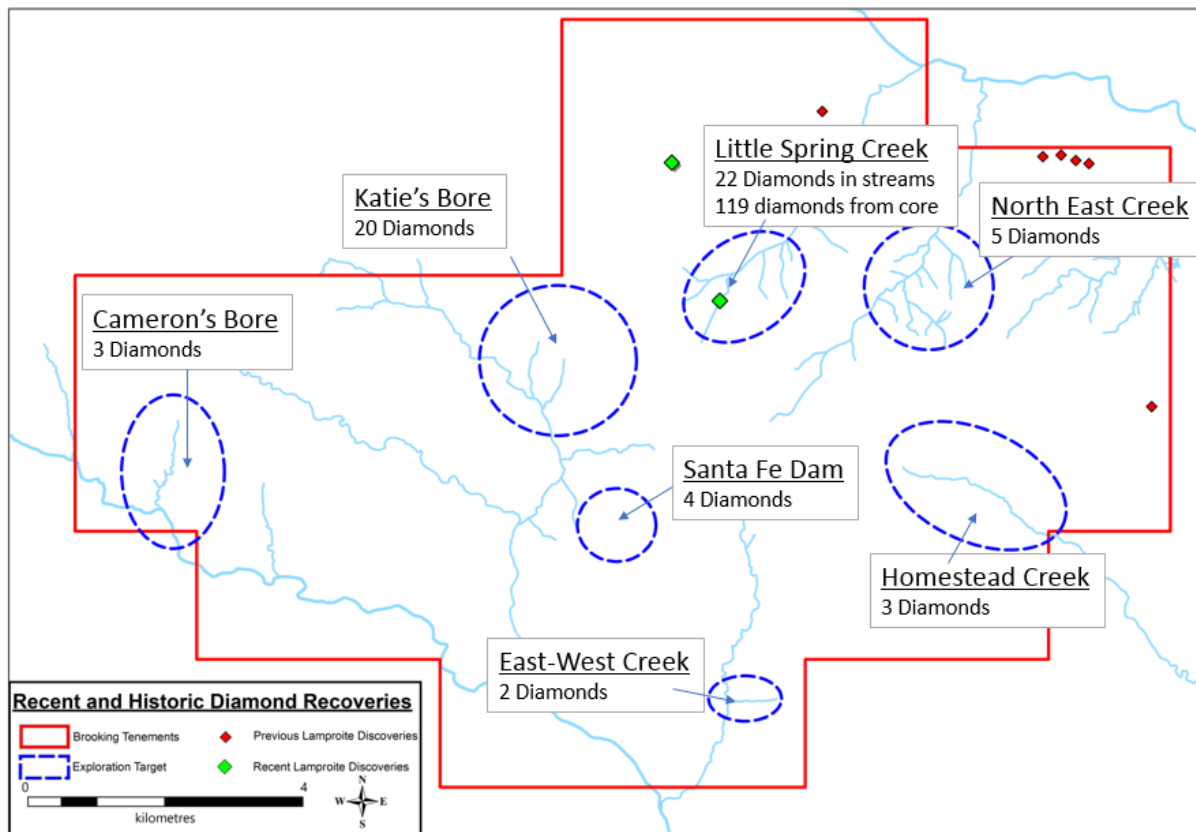 Little Spring Creek
22 Diamonds in streams
119 diamonds from core
Katie's Bore
20 Diamonds
North East Creek
5 Diamonds
Cameron's Bore
3 Diamonds
Santa Fe Dam
4 Diamonds
Homestead Creek
3 Diamonds
East-West Creek
2 Diamonds
Recent and Historic Diamond Recoveries
Brooking Tenements
Previous Lamproite Discoveries
Exploration Target
Recent Lamproite Discoveries
0 4
kilometres
N
W E
S